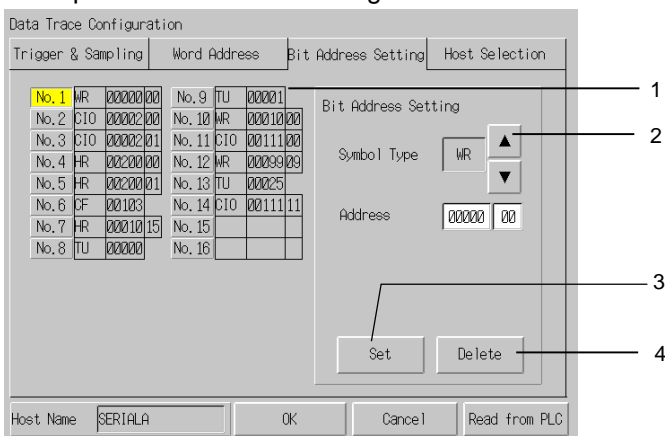 Data Trace Configuration
Trigger & Sampling Word Address Bit Address Setting Host Selection
No. 1 WR 00000 00 No. 9 TU 00001 1
Bit Address Setting
No. 2 CIO 00002 00 No. 10 WR 00010 00 2
No. 3 CIO 00002 01 No. 11 CIO 00111 00
Symbol Type WR ▲ ▼
No. 4 HR 00200 00 No. 12 WR 00099 09
No. 5 HR 00200 01 No. 13 TU 00025
No. 6 CF 00103 No. 14 CIO 00111 11
Address 00000 00
No. 7 HR 00010 15 No. 15
No. 8 TU 00000 No. 16
3
Set Delete 4
Host Name SERIALA OK Cancel Read from PLC